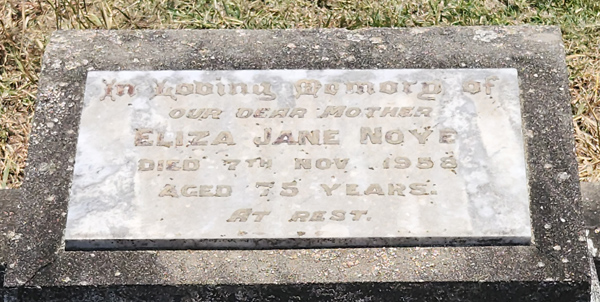 In Loving Memory of
OUR DEAR MOTHER
ELIZA JANE NOYE
DIED 7TH NOV. 1958
AGED 75 YEARS.
AT REST.